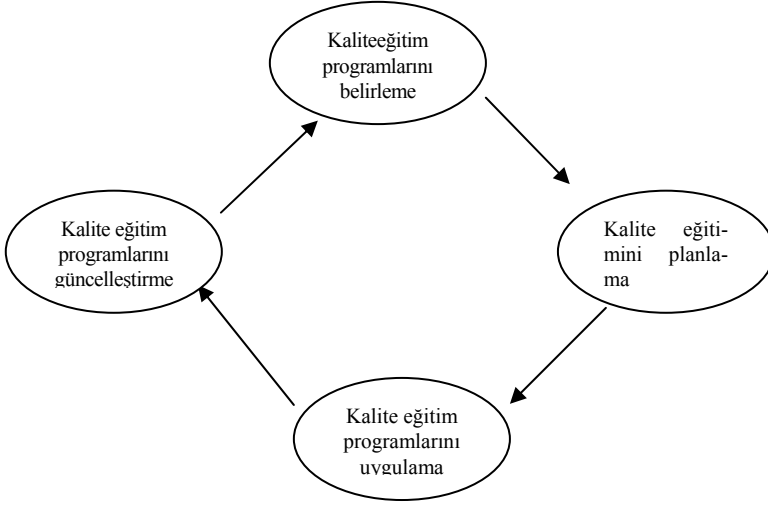 Kaliteeğitim
programlarını
belirleme
Kalite eğiti-
mini planla-
ma
Kalite eğitim
programlarını
uygulama
Kalite eğitim
programlarını
güncelleştirme